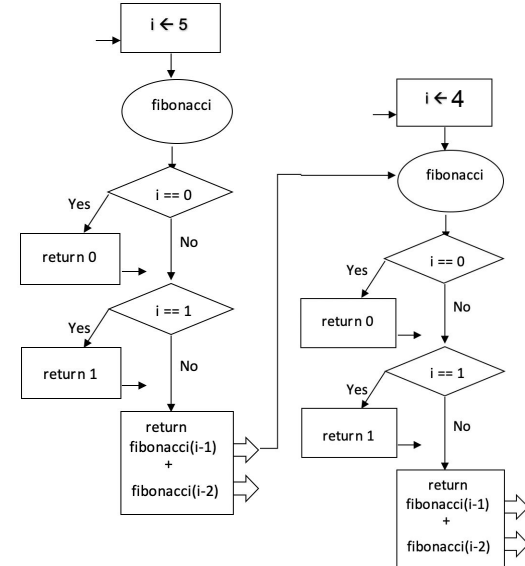 i ← 5
fibonacci
i == 0
Yes
No
return 0
i == 1
Yes
No
return 1
return
fibonacci(i-1)
+
fibonacci(i-2)
i ← 4
fibonacci
i == 0
Yes
No
return 0
i == 1
Yes
No
return 1
return
fibonacci(i-1)
+
fibonacci(i-2)